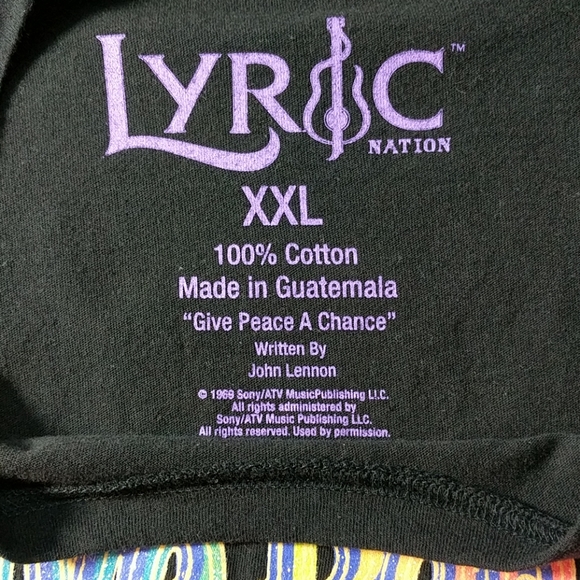 LYRIC™
NATION
XXL
100% Cotton
Made in Guatemala
“Give Peace A Chance”
Written By
John Lennon
© 1969 Sony/ATV MusicPublishing LLC.
All rights administered by
Sony/ATV Music Publishing LLC.
All rights reserved. Used by permission.